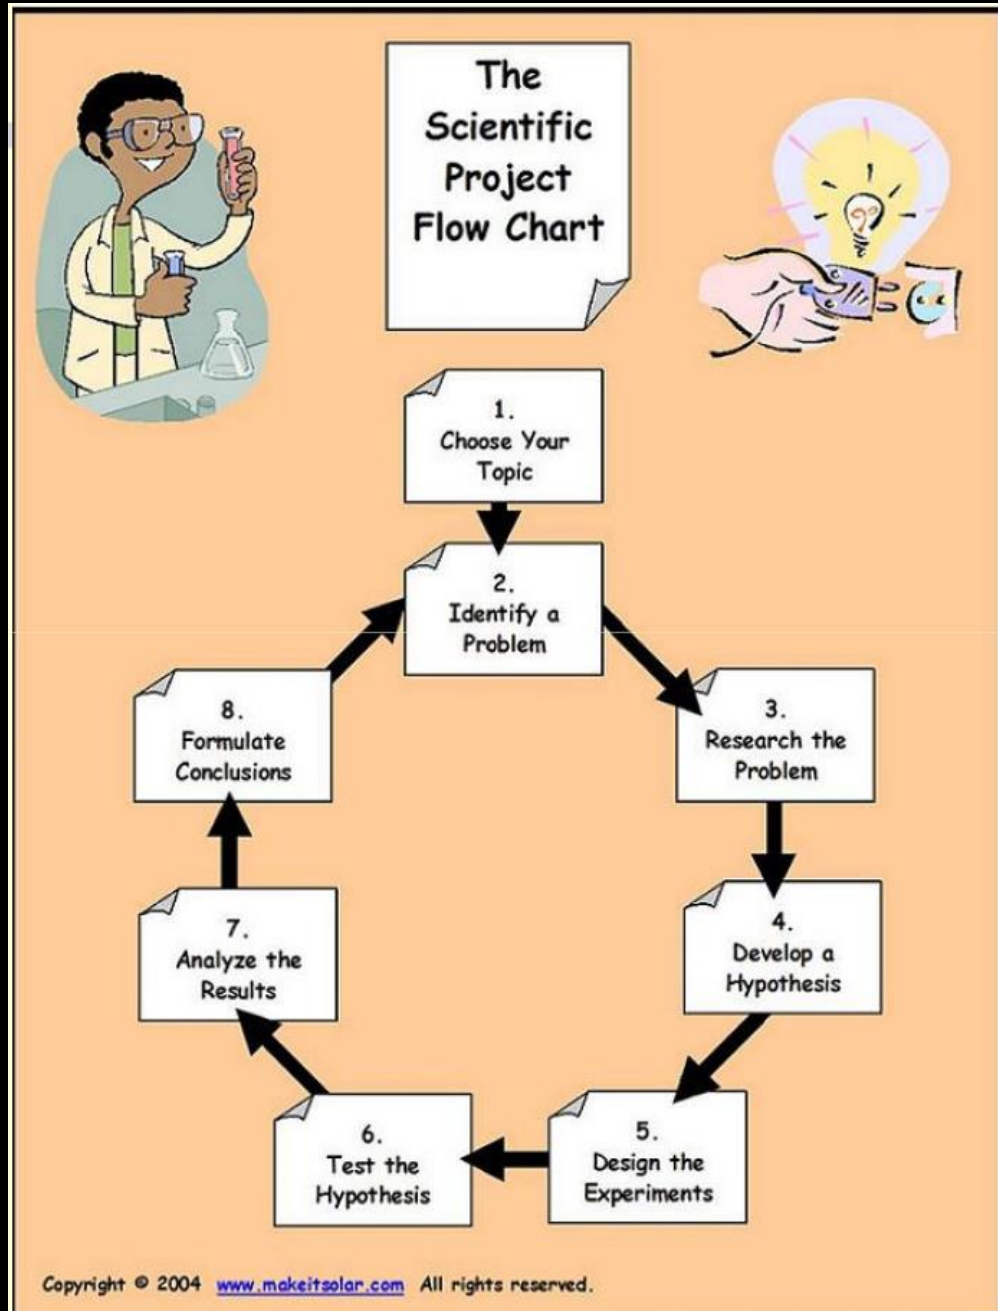 The
Scientific
Project
Flow Chart
1.
Choose Your
Topic
2.
Identify a
Problem
3.
Research the
Problem
4.
Develop a
Hypothesis
5.
Design the
Experiments
6.
Test the
Hypothesis
7.
Analyze the
Results
8.
Formulate
Conclusions
Copyright © 2004 www.makeitsolar.com All rights reserved.